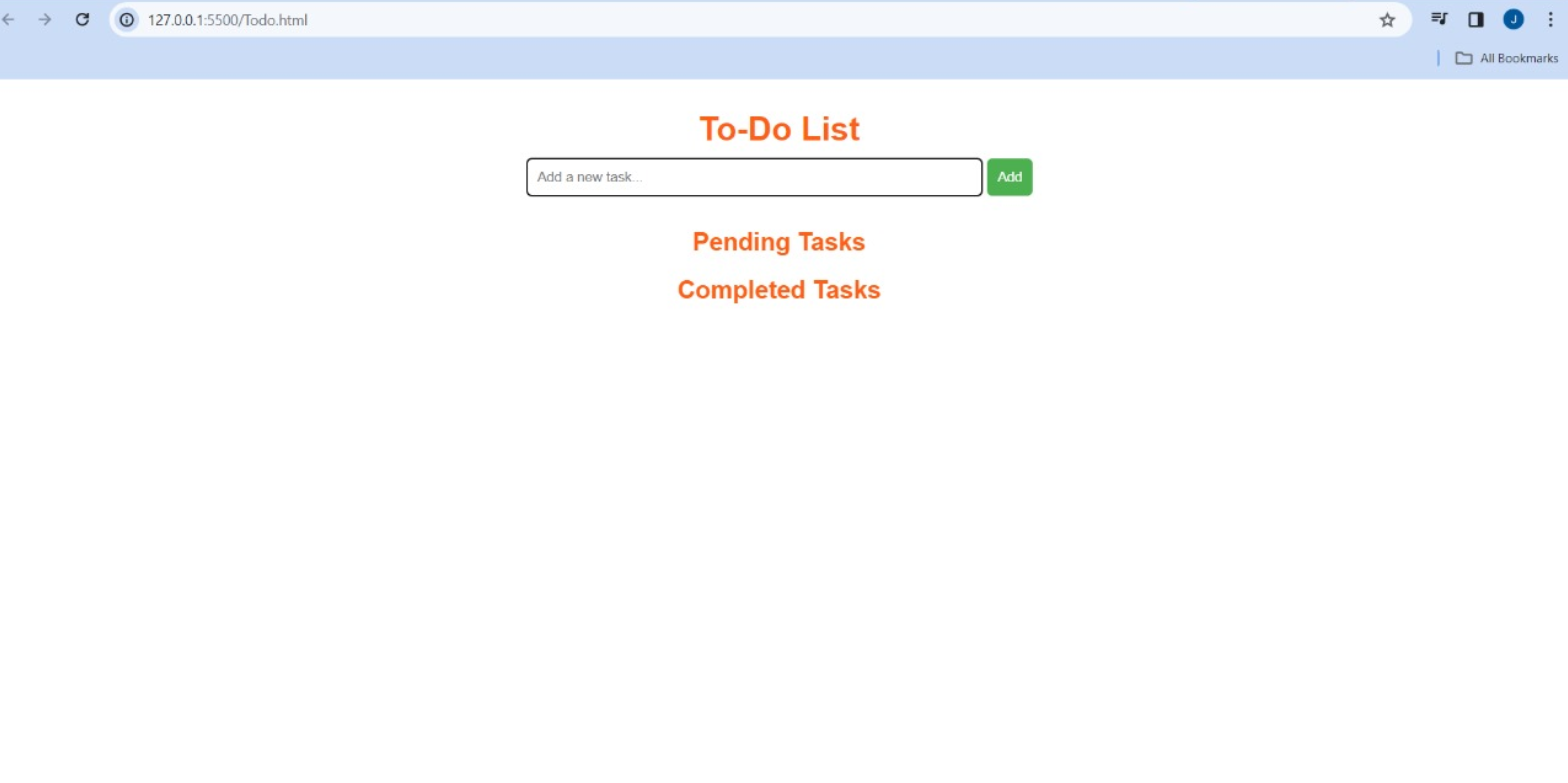 127.0.0.1:5500/Todo.html
J
All Bookmarks
To-Do List
Add a new task...
Add
Pending Tasks
Completed Tasks